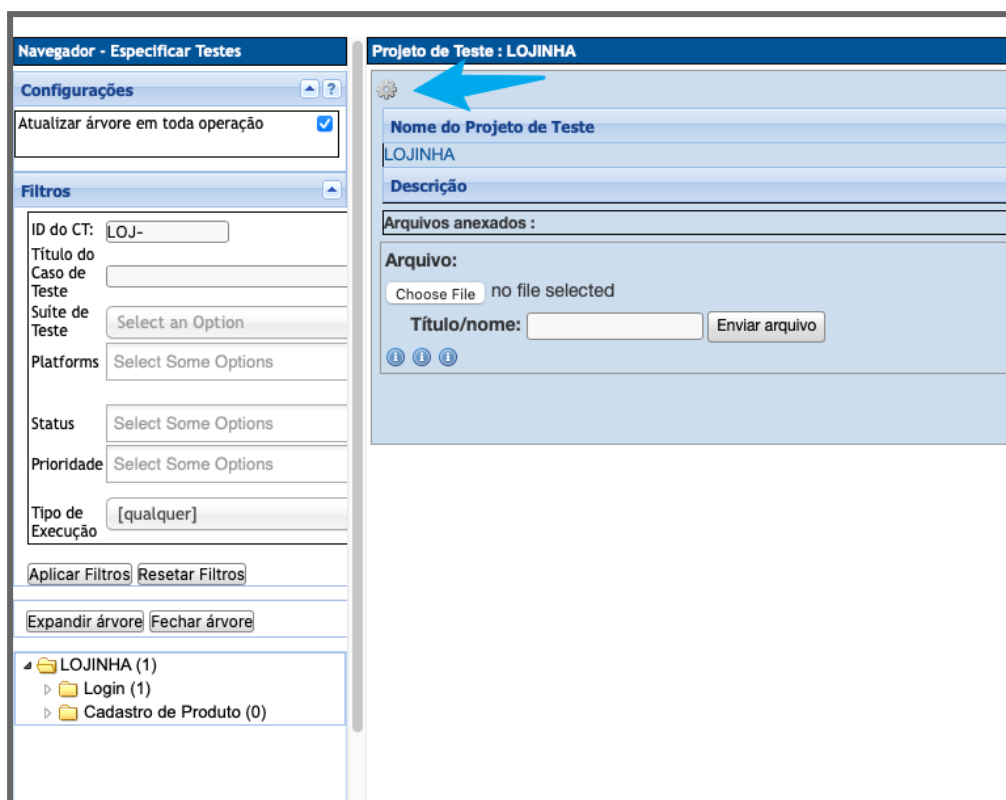 Navegador - Especificar Testes
Configurações
?
Atualizar árvore em toda operação
Filtros
ID do CT: LOJ-
Título do
Caso de
Teste
Suíte de
Teste
Select an Option
Platforms Select Some Options
Status Select Some Options
Prioridade Select Some Options
Tipo de
Execução
[qualquer]
Aplicar Filtros Resetar Filtros
Expandir árvore Fechar árvore
LOJINHA (1)
Login (1)
Cadastro de Produto (0)
Projeto de Teste : LOJINHA
Nome do Projeto de Teste
LOJINHA
Descrição
Arquivos anexados :
Arquivo:
Choose File no file selected
Título/nome: Enviar arquivo